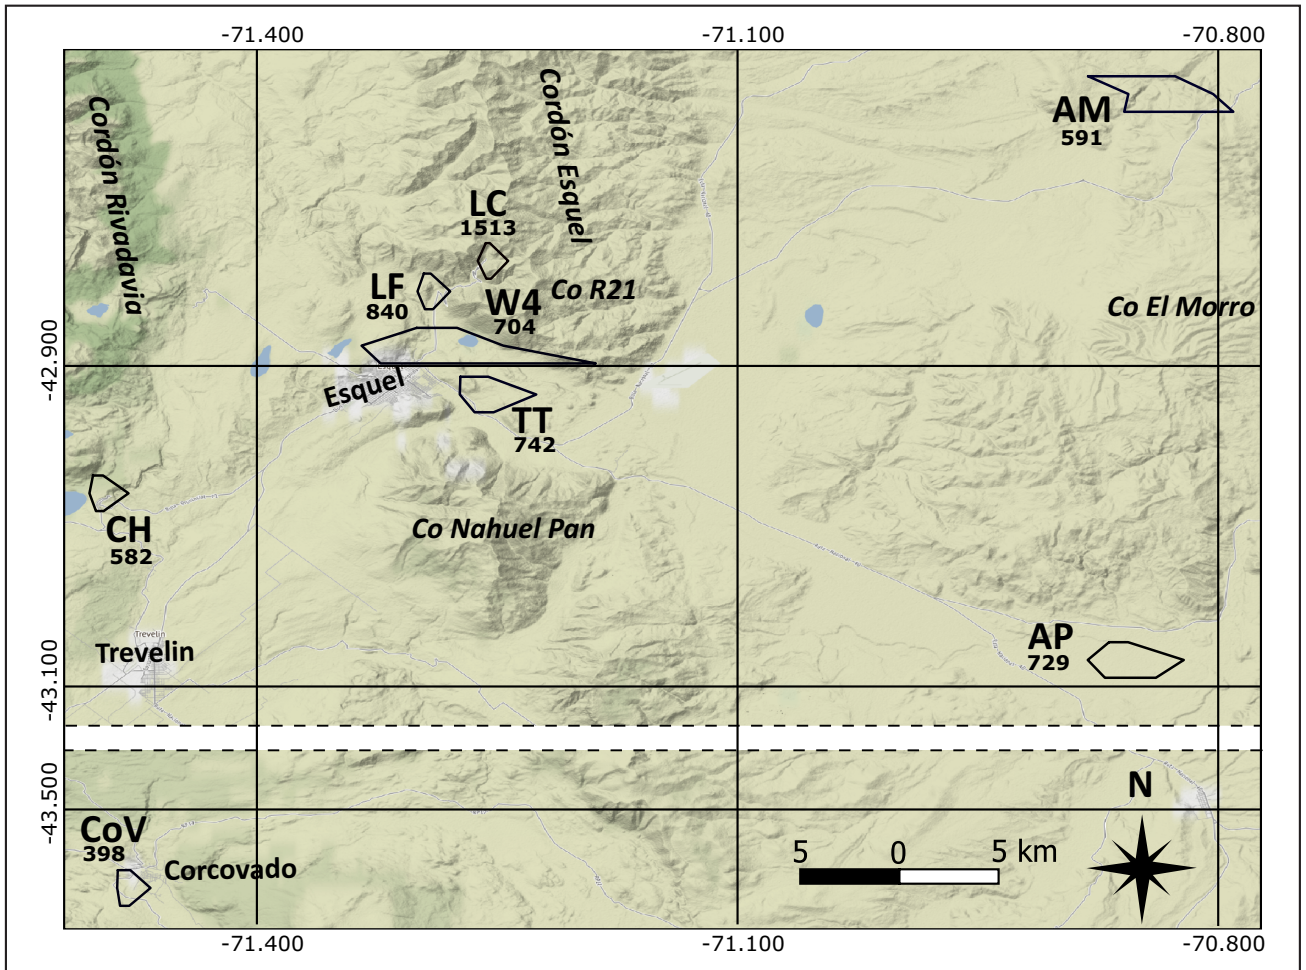 -71.400
-71.100
-70.800
Cordón Rivadavia
Cordón Esquel
AM
591
LC
1513
LF
840
W4
704
Co R21
Co El Morro
-42.900
Esquel
TT
742
CH
582
Co Nahuel Pan
Trevelin
Trevelin
AP
729
-43.100
-43.500
N
CoV
398
Corcovado
5 0 5 km
-71.400
-71.100
-70.800